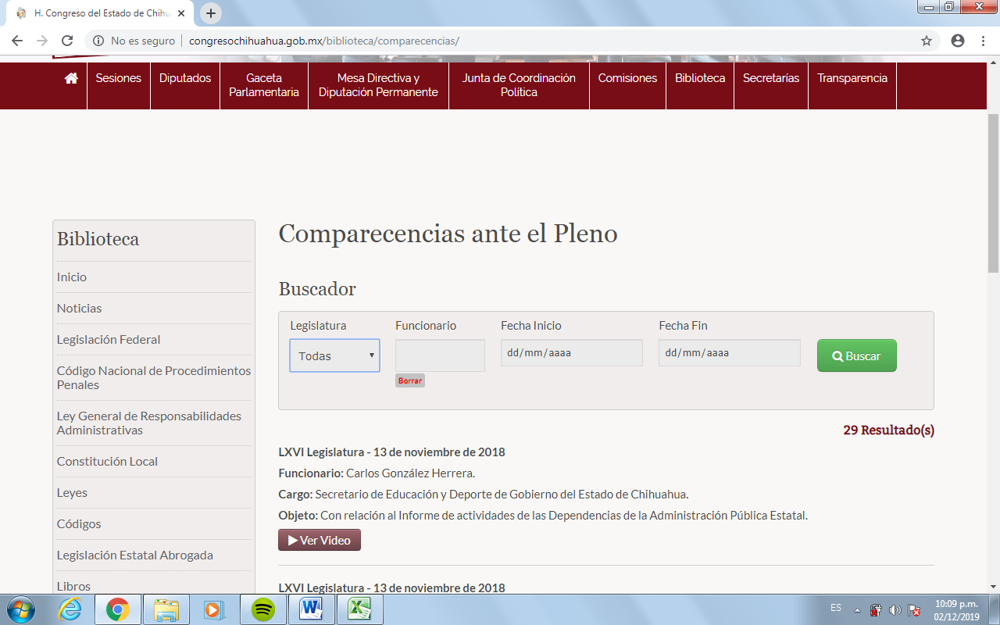 H. Congreso del Estado de Chihu
No es seguro
congresochihuahua.gob.mx/biblioteca/comparecencias/
Sesiones
Diputados
Gaceta
Parlamentaria
Mesa Directiva y
Diputación Permanente
Junta de Coordinación
Política
Comisiones
Biblioteca
Secretarías
Transparencia
Biblioteca
Inicio
Noticias
Legislación Federal
Código Nacional de Procedimientos
Penales
Ley General de Responsabilidades
Administrativas
Constitución Local
Leyes
Códigos
Legislación Estatal Abrogada
Libros
Comparecencias ante el Pleno
Buscador
Legislatura
Funcionario
Fecha Inicio
Fecha Fin
Todas
dd/mm/aaaa
dd/mm/aaaa
Buscar
Borrar
29 Resultado(s)
LXVI Legislatura - 13 de noviembre de 2018
Funcionario: Carlos González Herrera.
Cargo: Secretario de Educación y Deporte de Gobierno del Estado de Chihuahua.
Objeto: Con relación al Informe de actividades de las Dependencias de la Administración Pública Estatal.
Ver Video
LXVI Legislatura - 13 de noviembre de 2018
ES
10:09 p.m.
02/12/2019